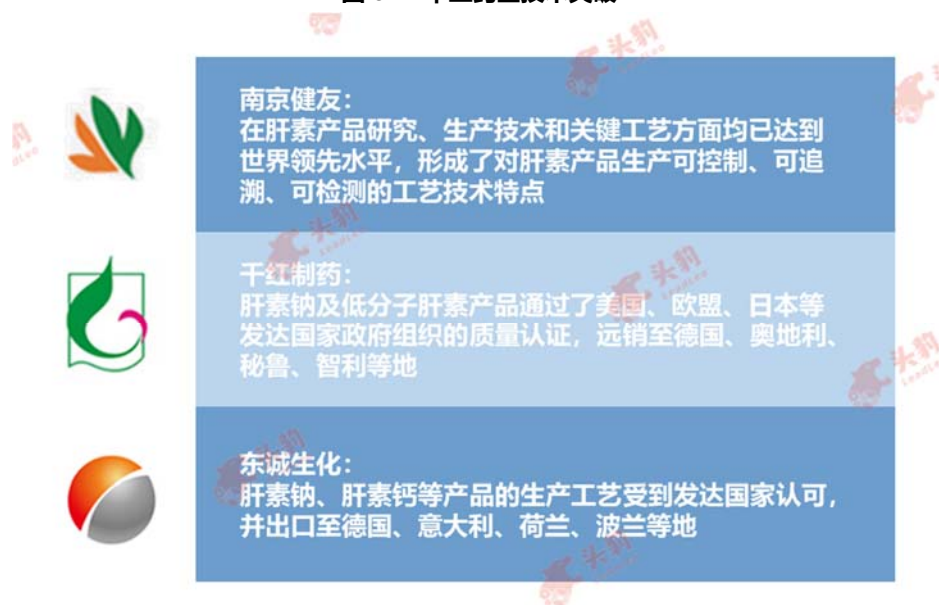 南京健友：
在肝素产品研究、生产技术和关键工艺方面均已达到
世界领先水平，形成了对肝素产品生产可控制、可追
溯、可检测的工艺技术特点
千红制药：
肝素钠及低分子肝素产品通过了美国、欧盟、日本等
发达国家政府组织的质量认证，远销至德国、奥地利、
秘鲁、智利等地
东诚生化：
肝素钠、肝素钙等产品的生产工艺受到发达国家认可，
并出口至德国、意大利、荷兰、波兰等地
头豹
LeadLeo